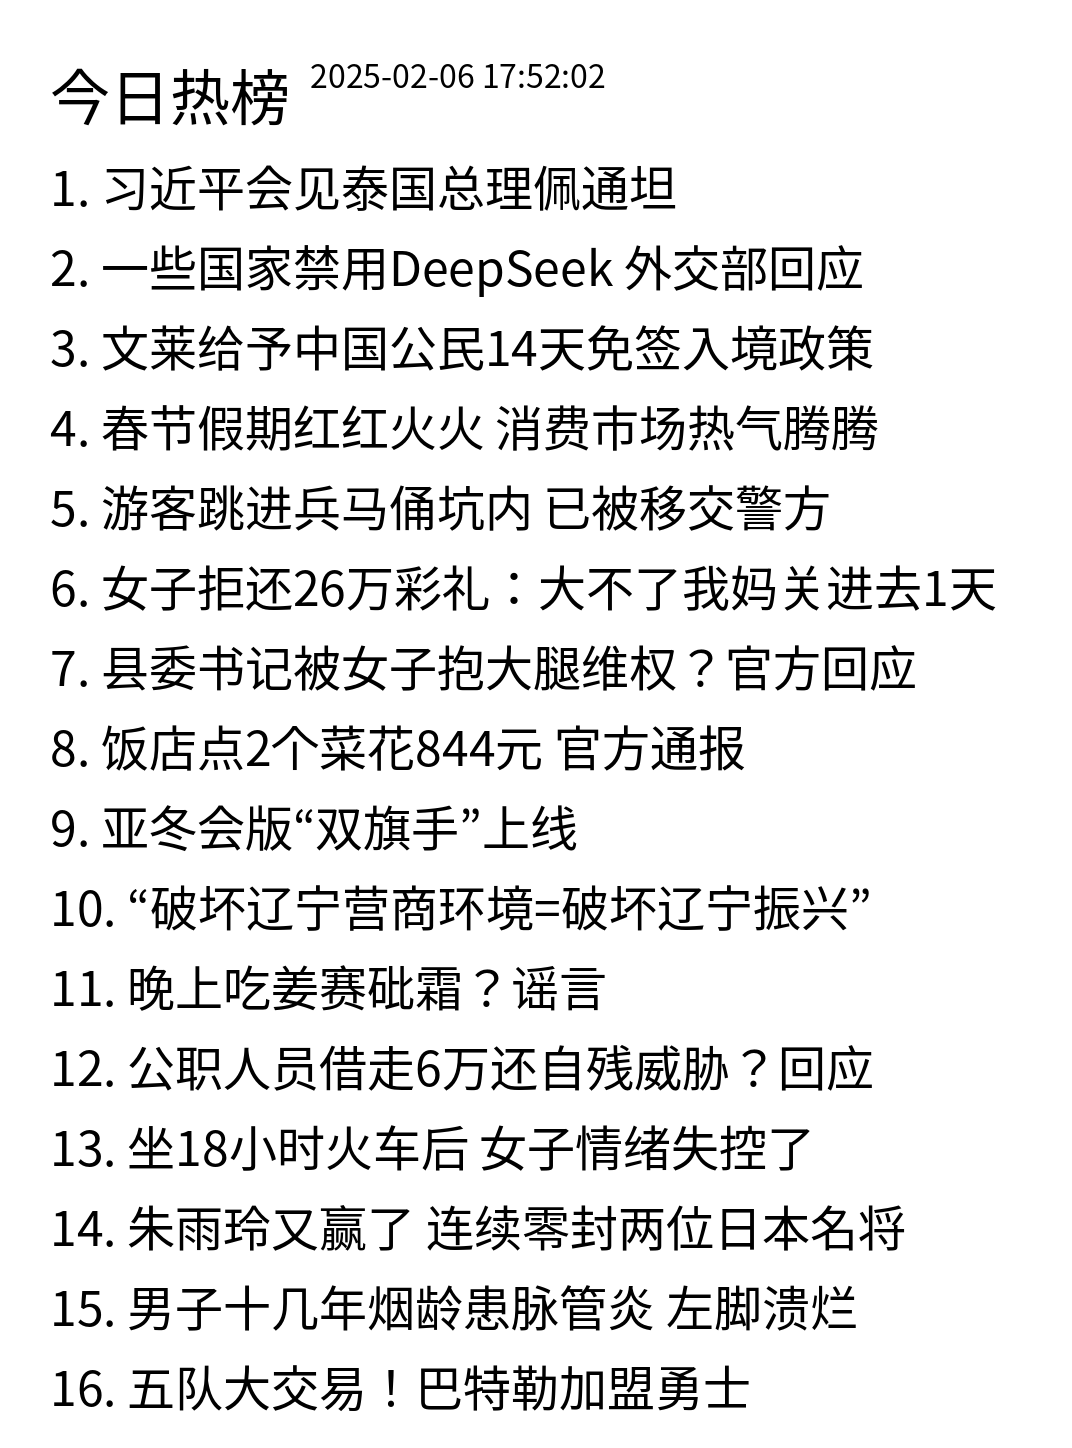 今日热榜 2025-02-06 17:52:02
1. 习近平会见泰国总理佩通坦
2. 一些国家禁用DeepSeek 外交部回应
3. 文莱给予中国公民14天免签入境政策
4. 春节假期红红火火 消费市场热气腾腾
5. 游客跳进兵马俑坑内 已被移交警方
6. 女子拒还26万彩礼：大不了我妈关进去1天
7. 县委书记被女子抱大腿维权？官方回应
8. 饭店点2个菜花844元 官方通报
9. 亚冬会版“双旗手”上线
10. “破坏辽宁营商环境=破坏辽宁振兴”
11. 晚上吃姜赛砒霜？谣言
12. 公职人员借走6万还自残威胁？回应
13. 坐18小时火车后 女子情绪失控了
14. 朱雨玲又赢了 连续零封两位日本名将
15. 男子十几年烟龄患脉管炎 左脚溃烂
16. 五队大交易！巴特勒加盟勇士